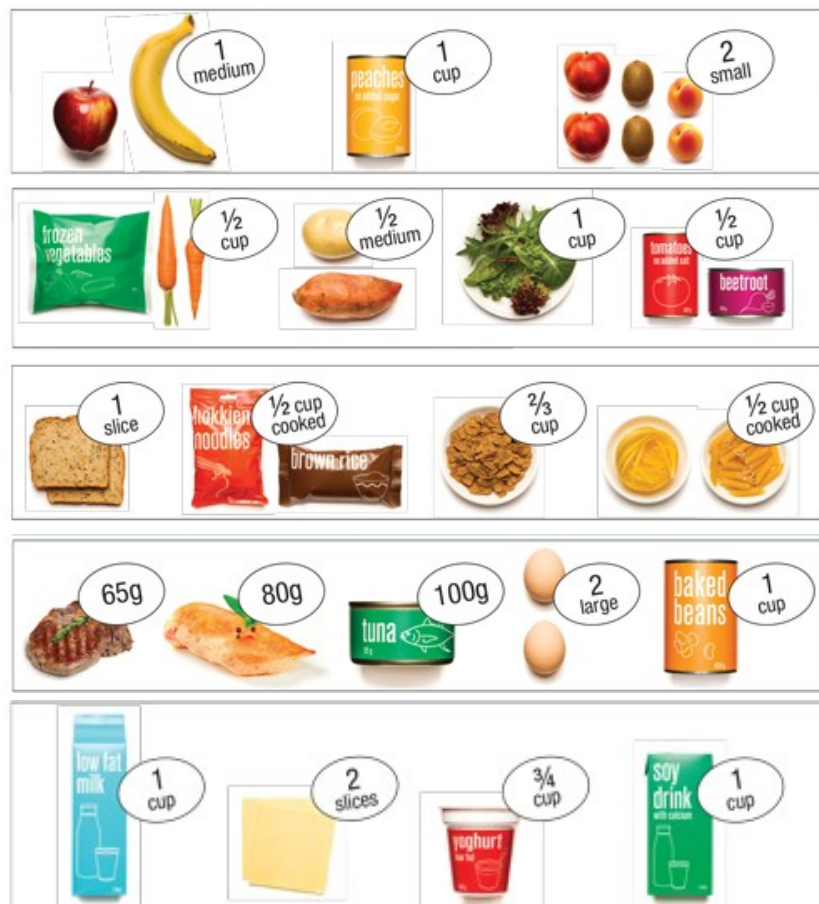 1
medium
peaches
no added sugar
1
cup
2
small
frozen
vegetables
½
cup
½
medium
1
cup
tomatoes
no added salt
beetroot
½
cup
1
slice
hokkien
noodles
½ cup
cooked
brown rice
⅔
cup
½ cup
cooked
65g
80g
tuna
100g
2
large
baked
beans
1
cup
low fat
milk
1
cup
2
slices
yoghurt
low fat
¾
cup
soy
drink
with calcium
1
cup